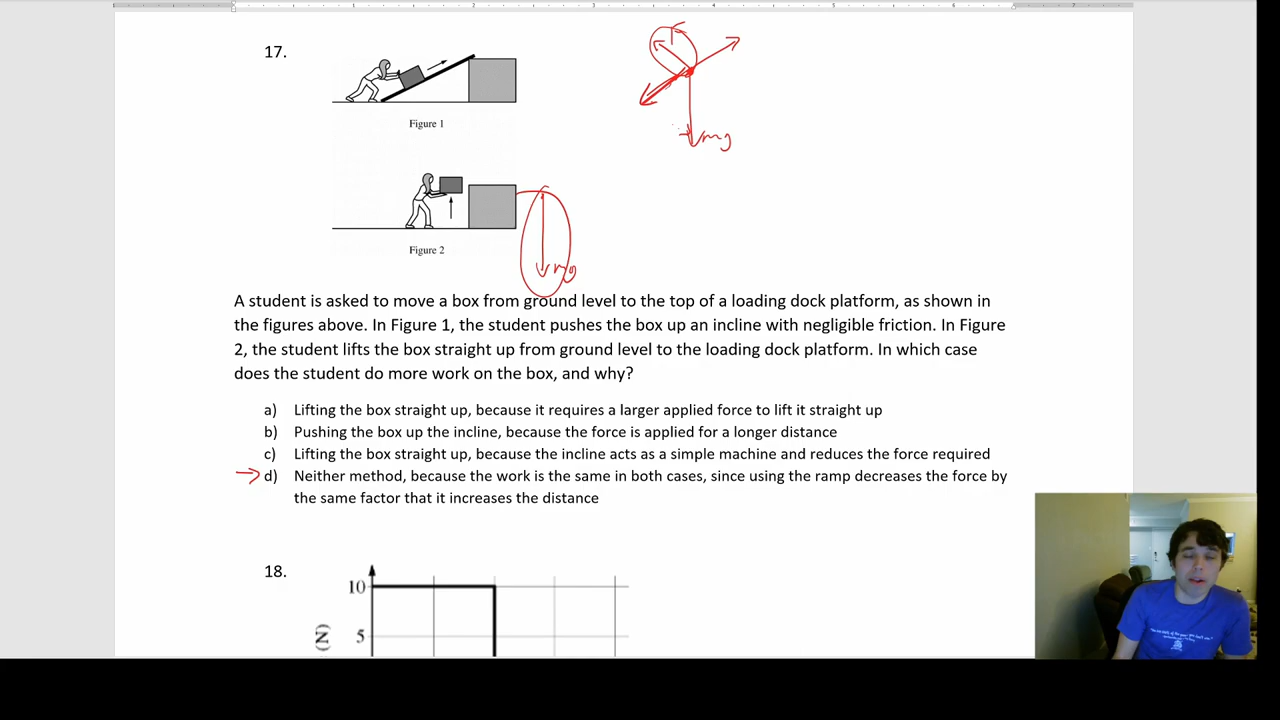 17.
F
mg
Figure 1
mg
Figure 2
A student is asked to move a box from ground level to the top of a loading dock platform, as shown in
the figures above. In Figure 1, the student pushes the box up an incline with negligible friction. In Figure
2, the student lifts the box straight up from ground level to the loading dock platform. In which case
does the student do more work on the box, and why?
a) Lifting the box straight up, because it requires a larger applied force to lift it straight up
b) Pushing the box up the incline, because the force is applied for a longer distance
c) Lifting the box straight up, because the incline acts as a simple machine and reduces the force required
d) Neither method, because the work is the same in both cases, since using the ramp decreases the force by
the same factor that it increases the distance
18.
10
5
(N)